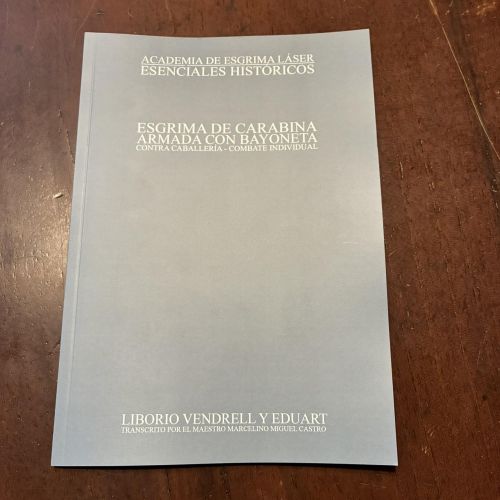 ACADEMIA DE ESGRIMA LÁSER
ESENCIALES HISTÓRICOS
ESGRIMA DE CARABINA
ARMADA CON BAYONETA
CONTRA CABALLERÍA - COMBATE INDIVIDUAL
LIBORIO VENDRELL Y EDUART
TRANSCRITO POR EL MAESTRO MARCELINO MIGUEL CASTRO